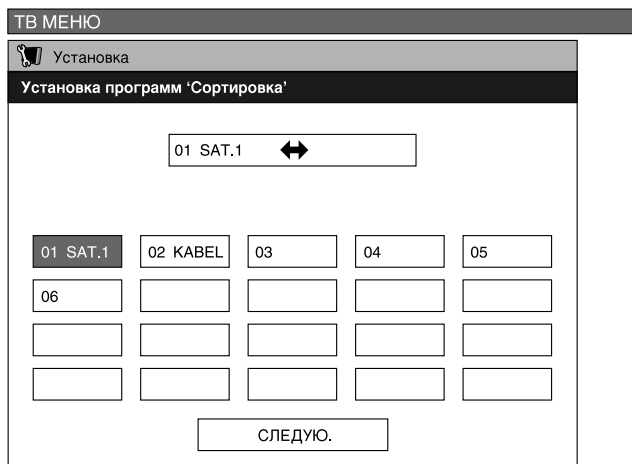 ТВ МЕНЮ
Установка
Установка программ ‘Сортировка’
01 SAT.1
01 SAT.1 02 KABEL 03 04 05
06
СЛЕДУЮ.